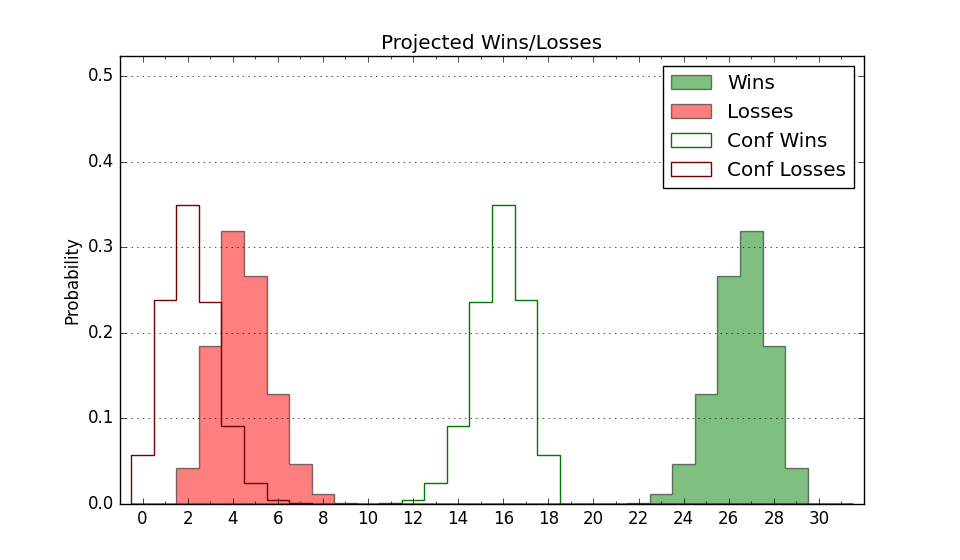 Projected Wins/Losses
Wins
Losses
Conf Wins
Conf Losses
Probability
0.5
0.4
0.3
0.2
0.1
0.0
0 2 4 6 8 10 12 14 16 18 20 22 24 26 28 30